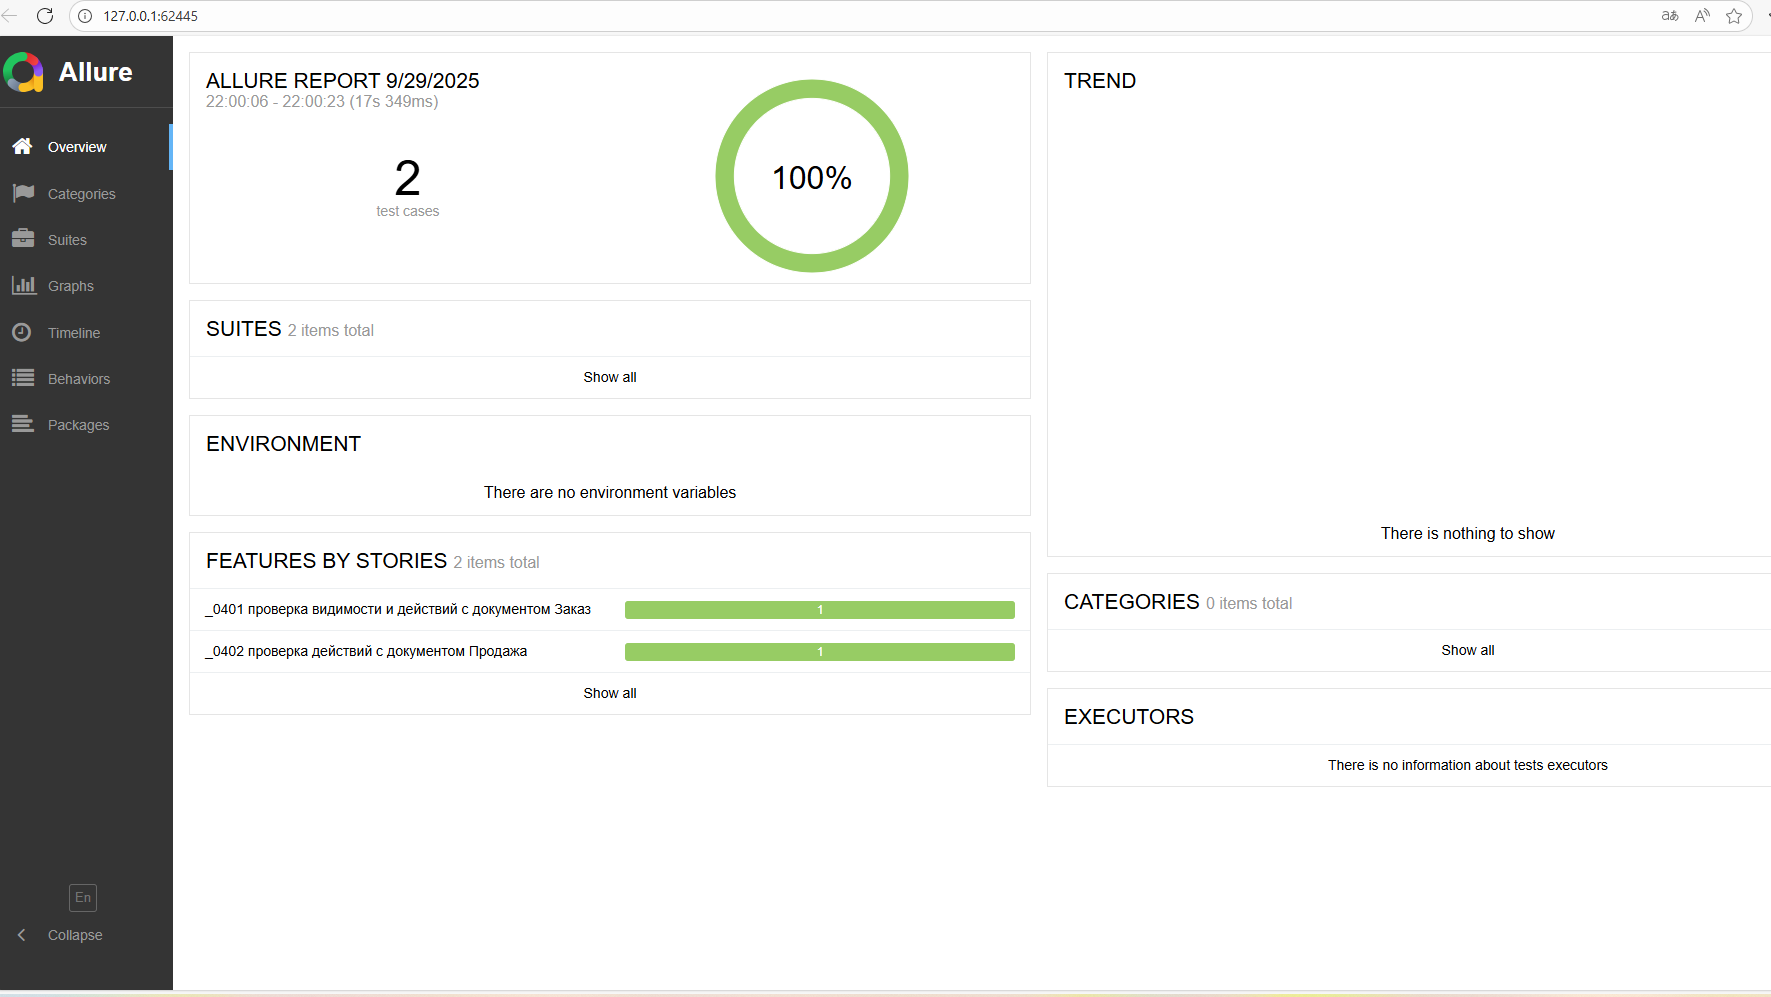 127.0.0.1:62445
Allure
Overview
Categories
Suites
Graphs
Timeline
Behaviors
Packages
En
Collapse
ALLURE REPORT 9/29/2025
22:00:06 - 22:00:23 (17s 349ms)
2
test cases
100%
SUITES 2 items total
Show all
ENVIRONMENT
There are no environment variables
FEATURES BY STORIES 2 items total
_0401 проверка видимости и действий с документом Заказ 1
_0402 проверка действий с документом Продажа 1
Show all
TREND
There is nothing to show
CATEGORIES 0 items total
Show all
EXECUTORS
There is no information about tests executors